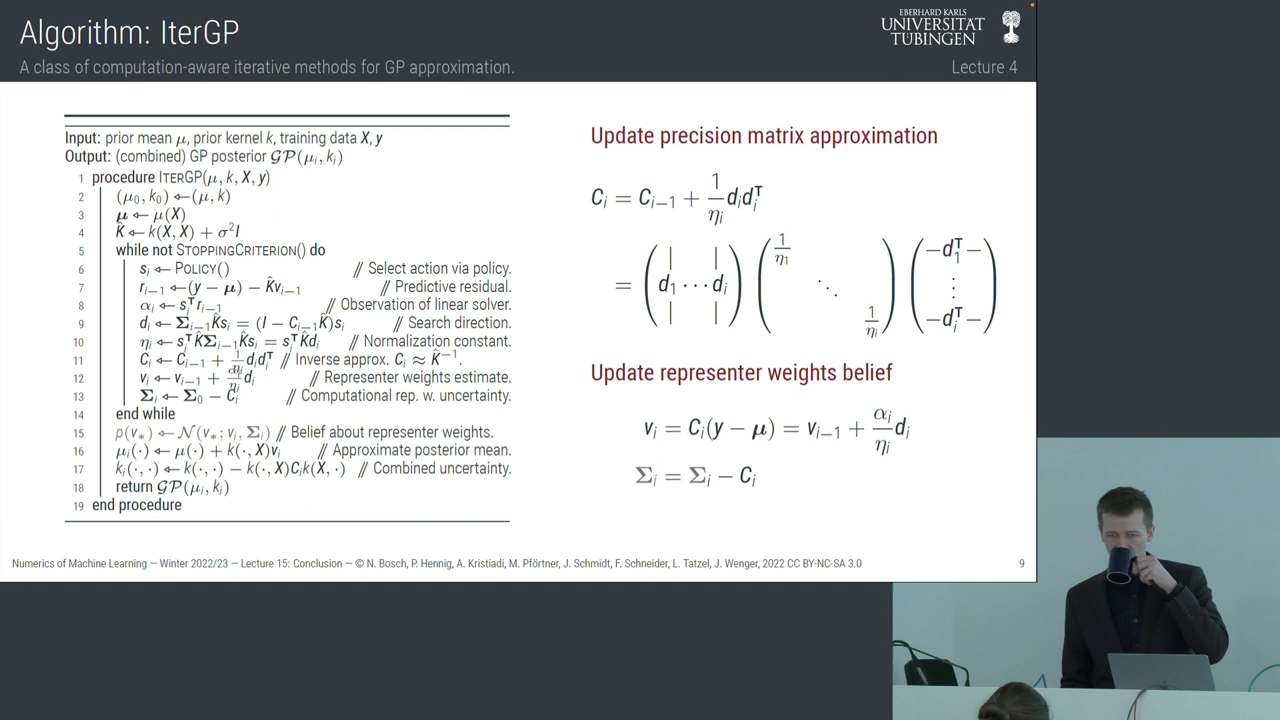 Algorithm: IterGP
A class of computation-aware iterative methods for GP approximation.
EBERHARD KARLS
UNIVERSITÄT
TÜBINGEN
Lecture 4
Input: prior mean μ, prior kernel k, training data X, y
Output: (combined) GP posterior 𝒢𝒫(μᵢ, kᵢ)
1 procedure ITERGP(μ, k, X, y)
2 (μ₀, k₀) ← (μ, k)
3 μ ← μ(X)
4 K̂ ← k(X, X) + σ²I
5 while not STOPPINGCRITERION() do
6 sᵢ ← POLICY() // Select action via policy.
7 rᵢ₋₁ ← (y − μ) − K̂vᵢ₋₁ // Predictive residual.
8 αᵢ ← sᵢᵀrᵢ₋₁ // Observation of linear solver.
9 dᵢ ← Σᵢ₋₁K̂sᵢ = (I − Cᵢ₋₁K̂)sᵢ // Search direction.
10 ηᵢ ← sᵢᵀK̂Σᵢ₋₁K̂sᵢ = sᵢᵀK̂dᵢ // Normalization constant.
11 Cᵢ ← Cᵢ₋₁ + 1/ηᵢ dᵢdᵢᵀ // Inverse approx. Cᵢ ≈ K̂⁻¹.
12 vᵢ ← vᵢ₋₁ + αᵢ/ηᵢ dᵢ // Representer weights estimate.
13 Σᵢ ← Σ₀ − Cᵢ // Computational rep. w. uncertainty.
14 end while
15 p(v₊) ← 𝒩(v₊; vᵢ, Σᵢ) // Belief about representer weights.
16 μᵢ(·) ← μ(·) + k(·, X)vᵢ // Approximate posterior mean.
17 kᵢ(·, ·) ← k(·, ·) − k(·, X)Cᵢk(X, ·) // Combined uncertainty.
18 return 𝒢𝒫(μᵢ, kᵢ)
19 end procedure
Update precision matrix approximation
Cᵢ = Cᵢ₋₁ + 1/ηᵢ dᵢdᵢᵀ
= ( | | d₁ ··· dᵢ | | ) ( 1/η₁ ⋱ 1/ηᵢ ) ( −d₁ᵀ− ⋮ −dᵢᵀ− )
Update representer weights belief
vᵢ = Cᵢ(y − μ) = vᵢ₋₁ + αᵢ/ηᵢ dᵢ
Σᵢ = Σᵢ − Cᵢ
Numerics of Machine Learning — Winter 2022/23 — Lecture 15: Conclusion — © N. Bosch, P. Hennig, A. Kristiadi, M. Pförtner, J. Schmidt, F. Schneider, L. Tatzel, J. Wenger, 2022 CC BY-NC-SA 3.0
9